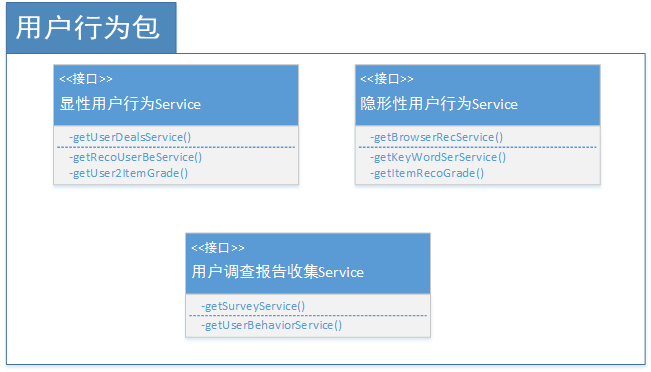 用户行为包
<<接口>>
显性用户行为Service
-getUserDealsService()
-getRecoUserBeService()
-getUser2ItemGrade()
<<接口>>
隐形性用户行为Service
-getBrowserRecService()
-getKeyWordSerService()
-getItemRecoGrade()
<<接口>>
用户调查报告收集Service
-getSurveyService()
-getUserBehaviorService()